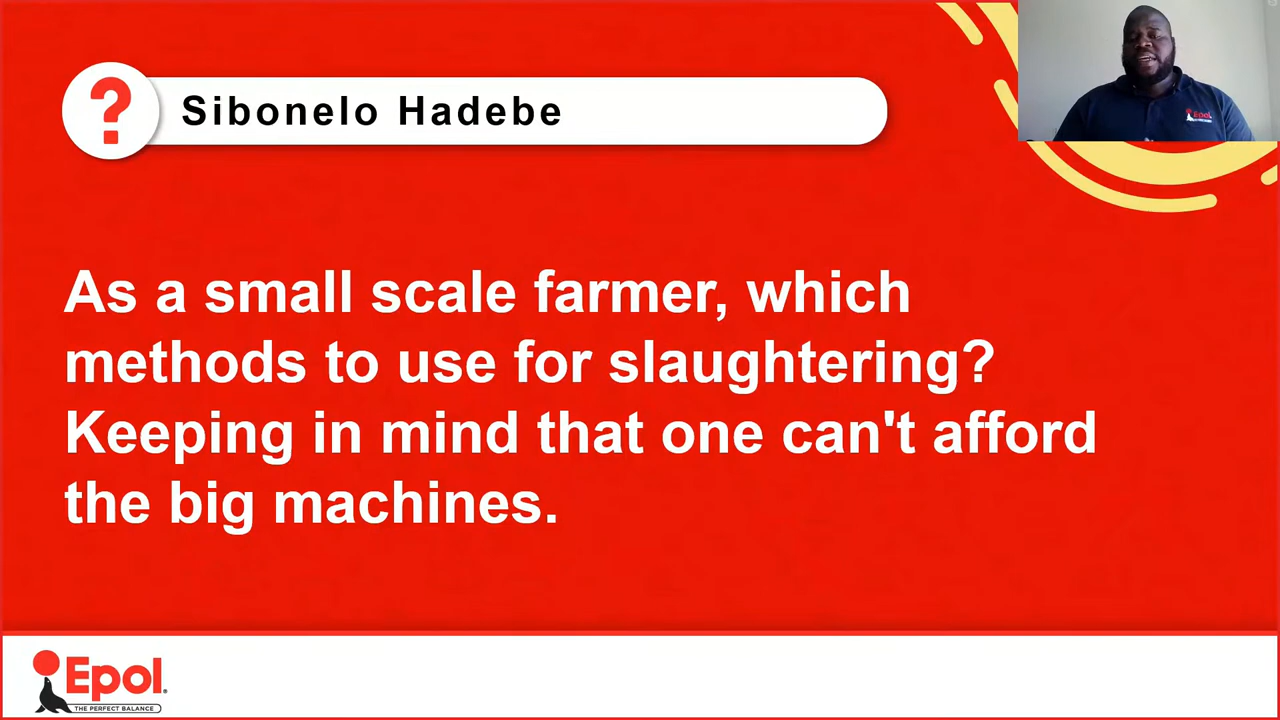 ?
Sibonelo Hadebe
Epol
As a small scale farmer, which
methods to use for slaughtering?
Keeping in mind that one can't afford
the big machines.
Epol
THE PERFECT BALANCE